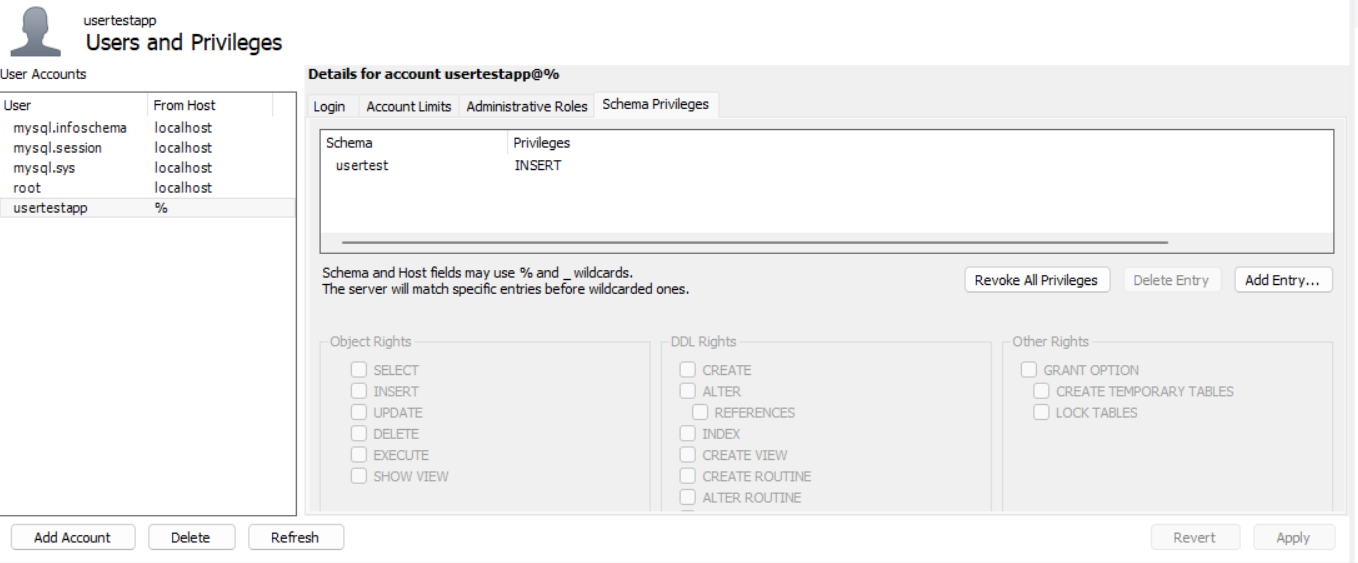 usertestapp
Users and Privileges
User Accounts
User From Host
mysql.infoschema localhost
mysql.session localhost
mysql.sys localhost
root localhost
usertestapp %
Add Account Delete Refresh
Details for account usertestapp@%
Login Account Limits Administrative Roles Schema Privileges
Schema Privileges
usertest INSERT
Schema and Host fields may use % and _ wildcards.
The server will match specific entries before wildcarded ones.
Revoke All Privileges Delete Entry Add Entry...
Object Rights
SELECT
INSERT
UPDATE
DELETE
EXECUTE
SHOW VIEW
DDL Rights
CREATE
ALTER
REFERENCES
INDEX
CREATE VIEW
CREATE ROUTINE
ALTER ROUTINE
Other Rights
GRANT OPTION
CREATE TEMPORARY TABLES
LOCK TABLES
Revert Apply